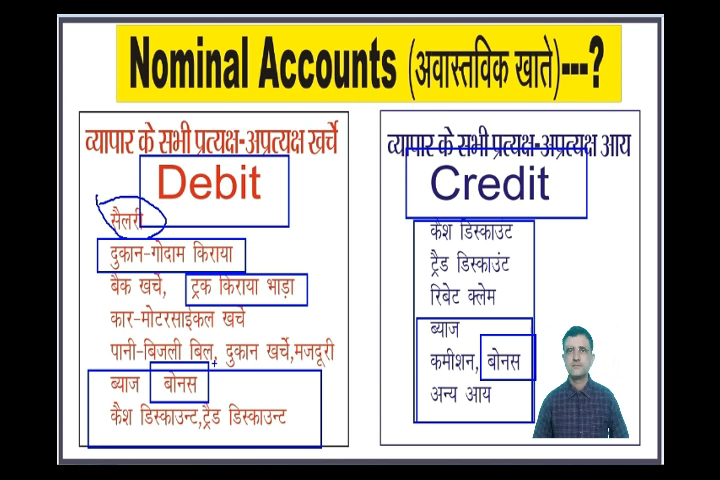 Nominal Accounts (अवास्तविक खाते)---?
व्यापार के सभी प्रत्यक्ष-अप्रत्यक्ष खर्चे
Debit
सैलरी
दुकान-गोदाम किराया
बैक खर्चे, ट्रक किराया भाड़ा
कार-मोटरसाईकल खर्चे
पानी-बिजली बिल, दुकान खर्चे,मजदूरी
ब्याज बोनस
कैश डिस्काउन्ट,ट्रैड डिस्काउन्ट
व्यापार के सभी प्रत्यक्ष-अप्रत्यक्ष आय
Credit
कैश डिस्काउट
ट्रैड डिस्काउंट
रिबेट क्लेम
ब्याज
कमीशन, बोनस
अन्य आय